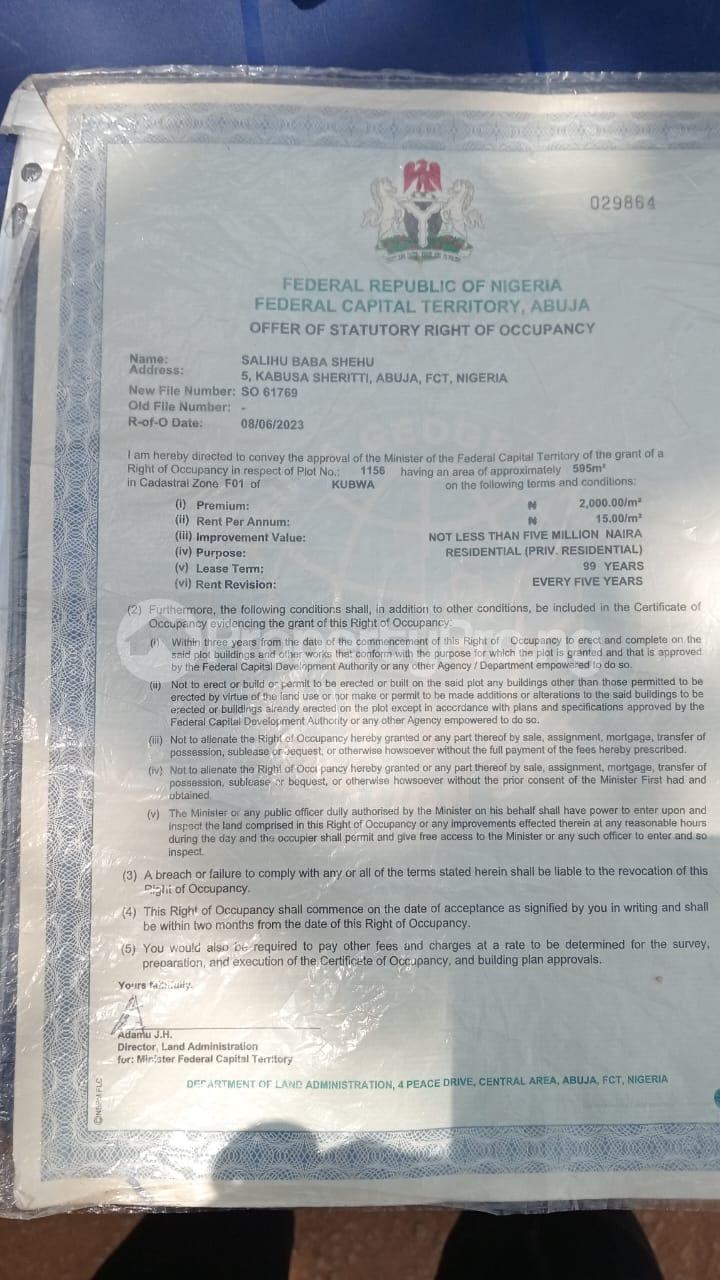 029864
FEDERAL REPUBLIC OF NIGERIA
FEDERAL CAPITAL TERRITORY, ABUJA
OFFER OF STATUTORY RIGHT OF OCCUPANCY
Name: SALIHU BABA SHEHU
Address: 5, KABUSA SHERITTI, ABUJA, FCT, NIGERIA
New File Number: SO 61769
Old File Number: -
R-of-O Date: 08/06/2023
I am hereby directed to convey the approval of the Minister of the Federal Capital Territory of the grant of a
Right of Occupancy in respect of Plot No.: 1156 having an area of approximately 595m²
in Cadastral Zone F01 of KUBWA on the following terms and conditions:
(i) Premium: ₦ 2,000.00/m²
(ii) Rent Per Annum: ₦ 15.00/m²
(iii) Improvement Value: NOT LESS THAN FIVE MILLION NAIRA
(iv) Purpose: RESIDENTIAL (PRIV. RESIDENTIAL)
(v) Lease Term; 99 YEARS
(vi) Rent Revision: EVERY FIVE YEARS
(2) Furthermore, the following conditions shall, in addition to other conditions, be included in the Certificate of
Occupancy evidencing the grant of this Right of Occupancy:
(i) Within three years from the date of the commencement of this Right of Occupancy to erect and complete on the
said plot buildings and other works that conform with the purpose for which the plot is granted and that is approved
by the Federal Capital Development Authority or any other Agency / Department empowered to do so.
(ii) Not to erect or build or permit to be erected or built on the said plot any buildings other than those permitted to be
erected by virtue of the land use or nor make or permit to be made additions or alterations to the said buildings to be
erected or buildings already erected on the plot except in accordance with plans and specifications approved by the
Federal Capital Development Authority or any other Agency empowered to do so.
(iii) Not to alienate the Right of Occupancy hereby granted or any part thereof by sale, assignment, mortgage, transfer of
possession, sublease or bequest, or otherwise howsoever without the full payment of the fees hereby prescribed.
(iv) Not to alienate the Right of Occupancy hereby granted or any part thereof by sale, assignment, mortgage, transfer of
possession, sublease or bequest, or otherwise howsoever without the prior consent of the Minister First had and
obtained.
(v) The Minister or any public officer dully authorised by the Minister on his behalf shall have power to enter upon and
inspect the land comprised in this Right of Occupancy or any improvements effected therein at any reasonable hours
during the day and the occupier shall permit and give free access to the Minister or any such officer to enter and so
inspect.
(3) A breach or failure to comply with any or all of the terms stated herein shall be liable to the revocation of this
Right of Occupancy.
(4) This Right of Occupancy shall commence on the date of acceptance as signified by you in writing and shall
be within two months from the date of this Right of Occupancy.
(5) You would also be required to pay other fees and charges at a rate to be determined for the survey,
preparation, and execution of the Certificate of Occupancy, and building plan approvals.
Yours faithfully.
Adamu J.H.
Director, Land Administration
for: Minister Federal Capital Territory
DEPARTMENT OF LAND ADMINISTRATION, 4 PEACE DRIVE, CENTRAL AREA, ABUJA, FCT, NIGERIA